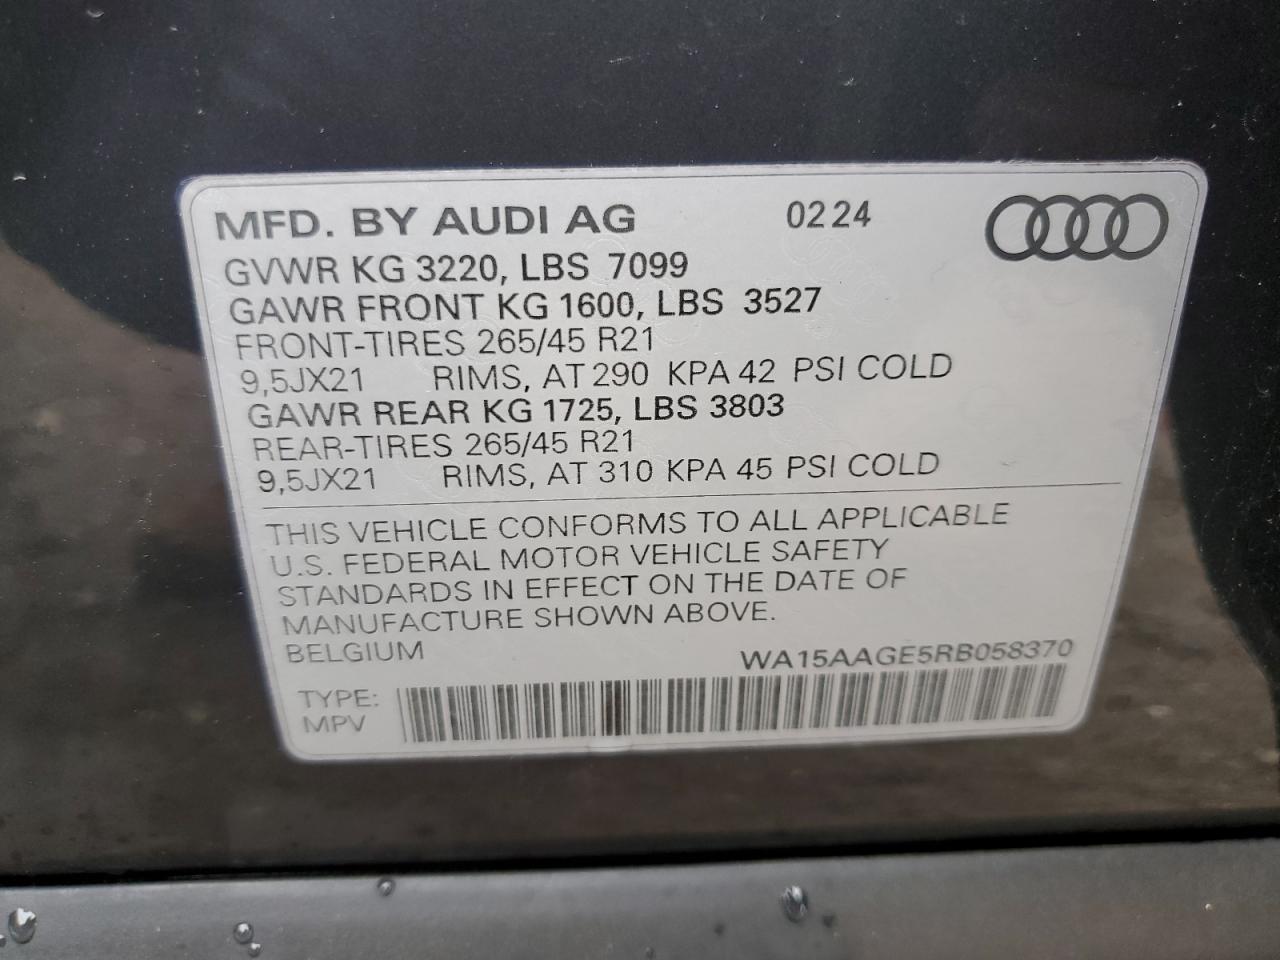 MFD. BY AUDI AG 02 24
GVWR KG 3220, LBS 7099
GAWR FRONT KG 1600, LBS 3527
FRONT-TIRES 265/45 R21
9,5JX21 RIMS, AT 290 KPA 42 PSI COLD
GAWR REAR KG 1725, LBS 3803
REAR-TIRES 265/45 R21
9,5JX21 RIMS, AT 310 KPA 45 PSI COLD
THIS VEHICLE CONFORMS TO ALL APPLICABLE
U.S. FEDERAL MOTOR VEHICLE SAFETY
STANDARDS IN EFFECT ON THE DATE OF
MANUFACTURE SHOWN ABOVE.
BELGIUM WA15AAGE5RB058370
TYPE:
MPV